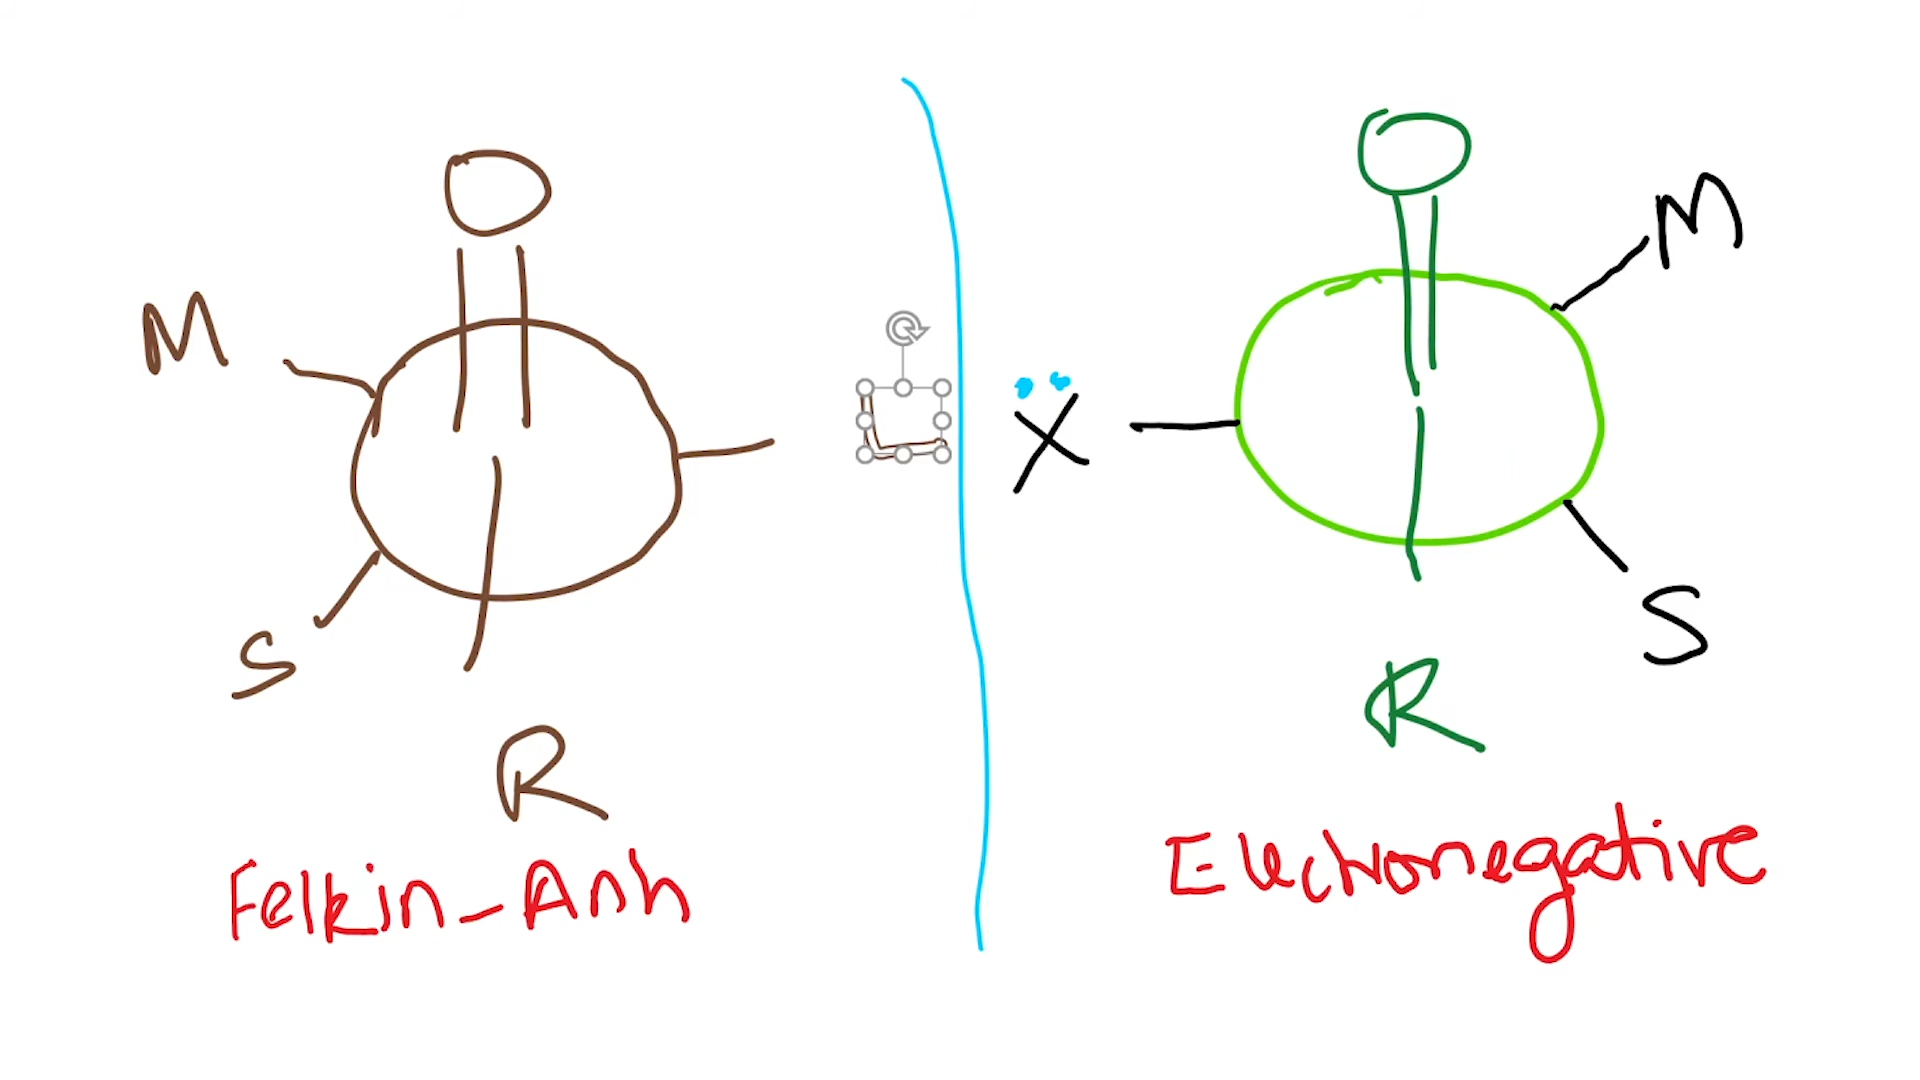 O
M
L
S
R
Felkin-Anh
O
M
X
S
R
Electronegative